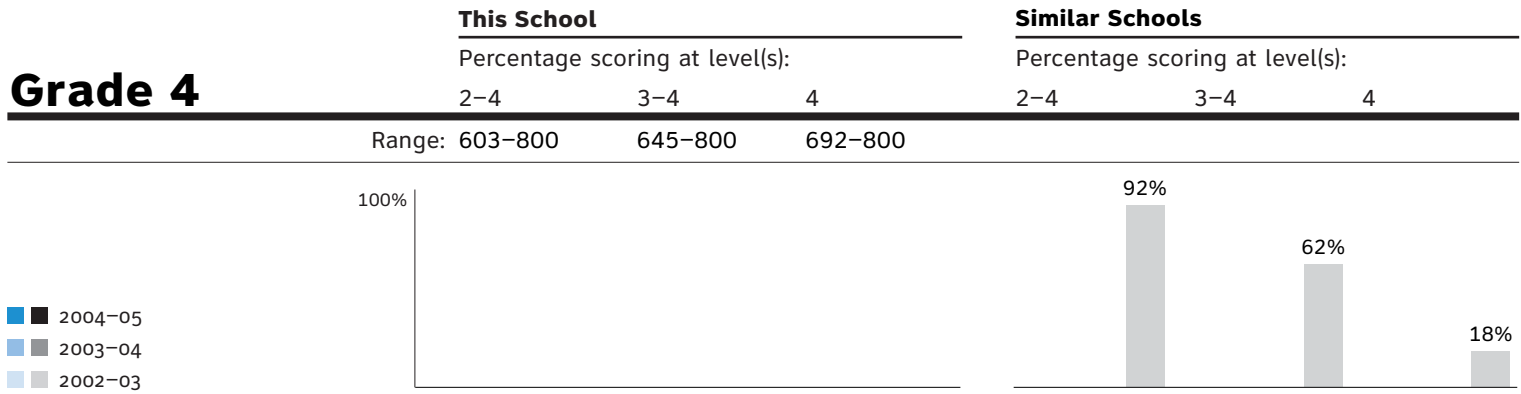 This School
Similar Schools
Percentage scoring at level(s):
Percentage scoring at level(s):
Grade 4
2–4 3–4 4
2–4 3–4 4
Range: 603–800 645–800 692–800
100%
92%
62%
18%
2004–05
2003–04
2002–03